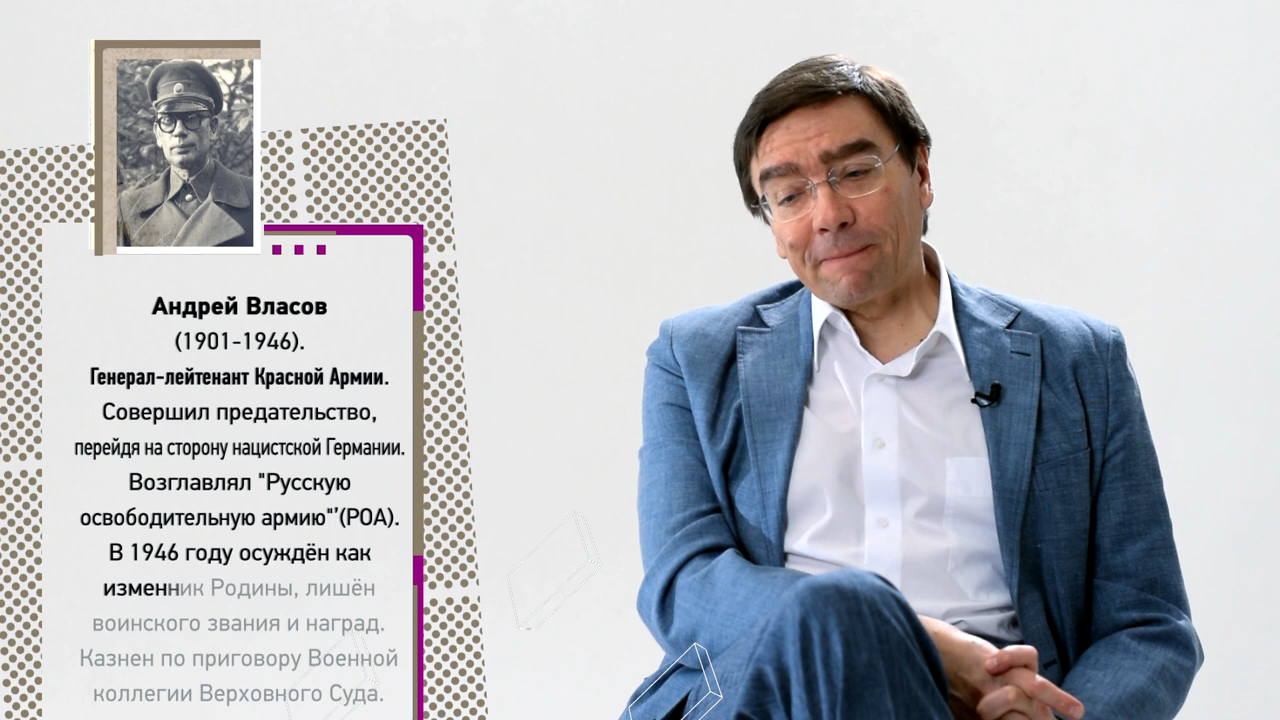 Андрей Власов
(1901-1946).
Генерал-лейтенант Красной Армии.
Совершил предательство,
перейдя на сторону нацистской Германии.
Возглавлял "Русскую
освободительную армию"'(РОА).
В 1946 году осуждён как
изменник Родины, лишён
воинского звания и наград.
Казнен по приговору Военной
коллегии Верховного Суда.